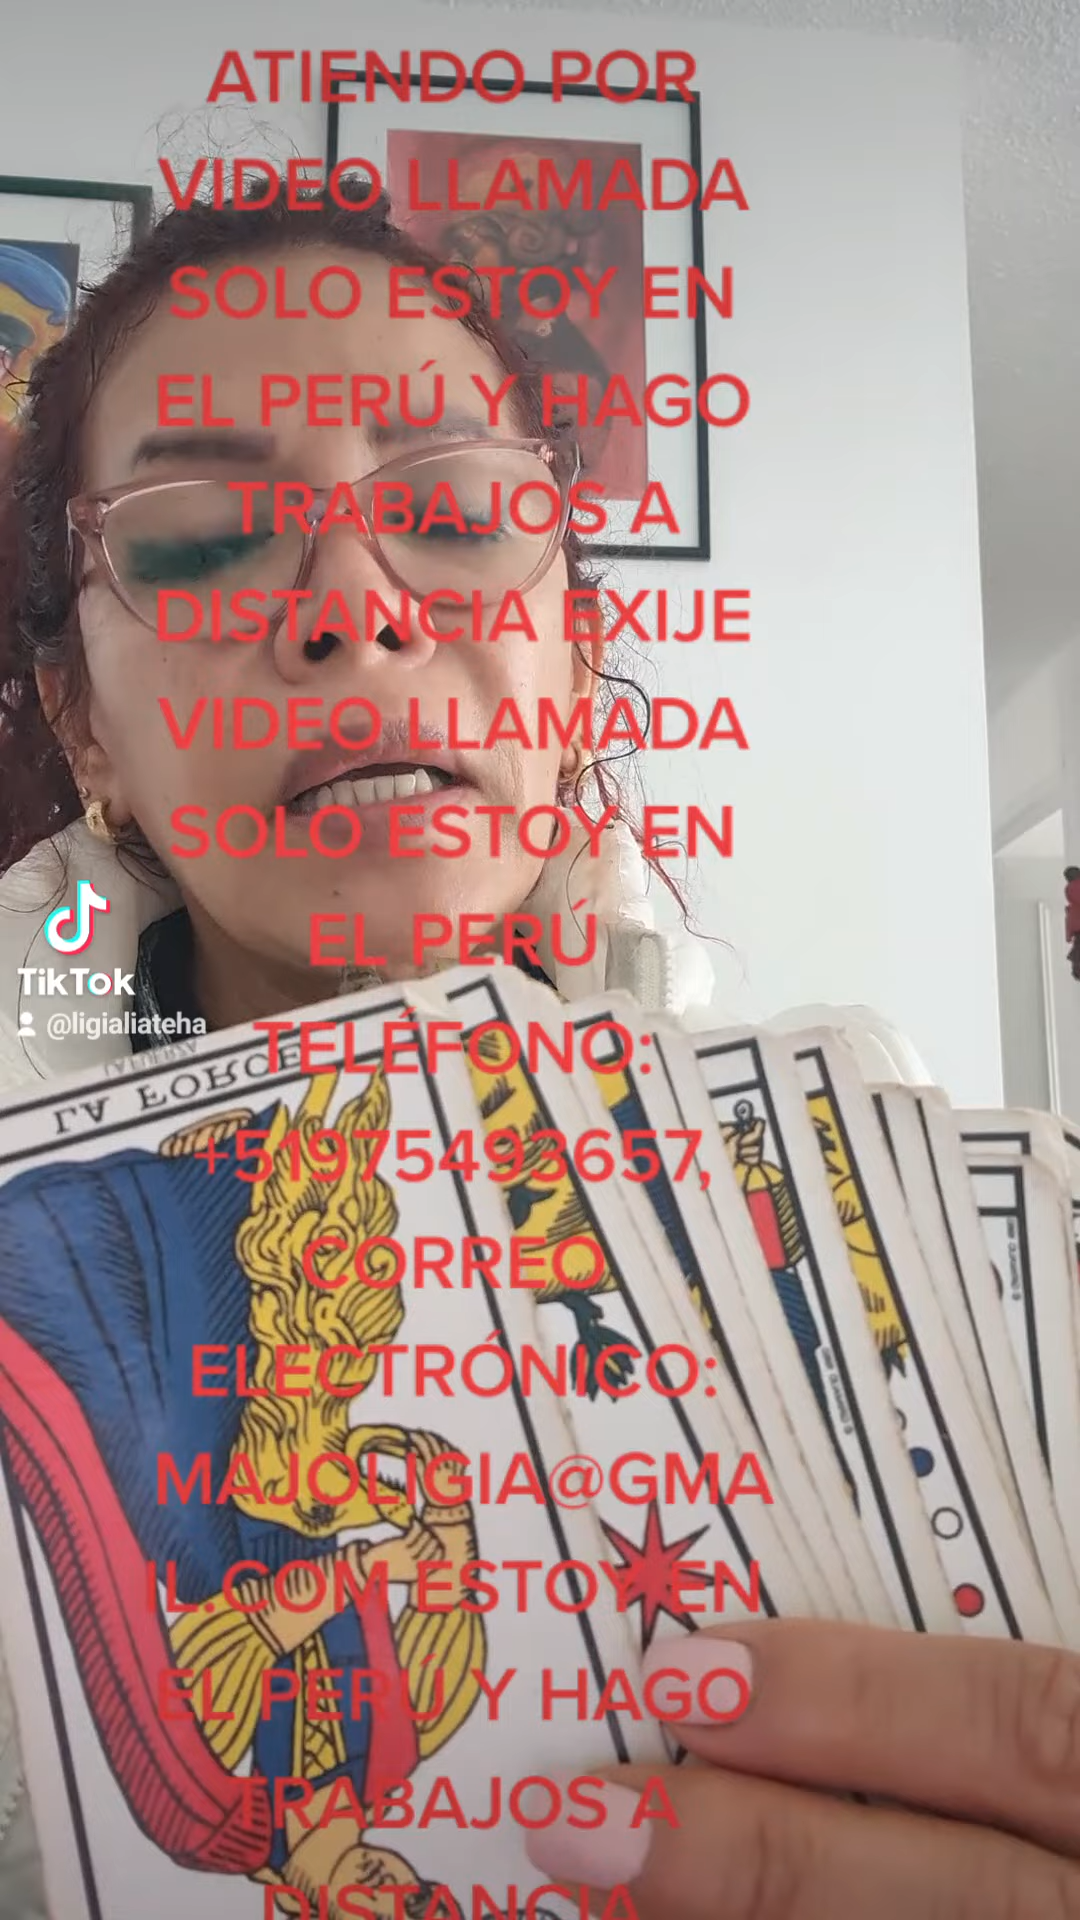 ATIENDO POR
VIDEO LLAMADA
SOLO ESTOY EN
EL PERÚ Y HAGO
TRABAJOS A
DISTANCIA EXIJE
VIDEO LLAMADA
SOLO ESTOY EN
EL PERÚ
TikTok
@ligialiateha
TELÉFONO:
LA FORCE
+51975493657,
CORREO
ELECTRÓNICO:
MAJOLIGIA@GMA
IL.COM ESTOY EN
EL PERÚ Y HAGO
TRABAJOS A
DISTANCIA